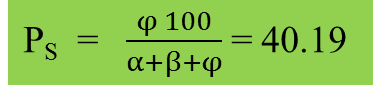 P_S = φ 100 / α+β+φ = 40.19